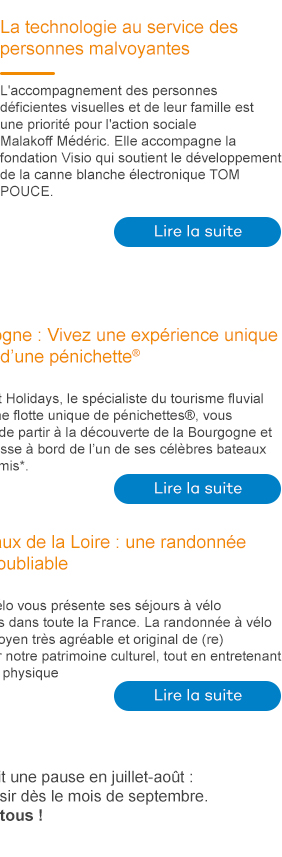 La technologie au service des
personnes malvoyantes
L'accompagnement des personnes
déficientes visuelles et de leur famille est
une priorité pour l'action sociale
Malakoff Médéric. Elle accompagne la
fondation Visio qui soutient le développement
de la canne blanche électronique TOM
POUCE.
Lire la suite
ogne : Vivez une expérience unique
d'une pénichette®
t Holidays, le spécialiste du tourisme fluvial
ne flotte unique de pénichettes®, vous
de partir à la découverte de la Bourgogne et
sse à bord de l'un de ses célèbres bateaux
mis*.
Lire la suite
aux de la Loire : une randonnée
oubliable
elo vous présente ses séjours à vélo
s dans toute la France. La randonnée à vélo
oyen très agréable et original de (re)
r notre patrimoine culturel, tout en entretenant
physique
Lire la suite
it une pause en juillet-août :
sir dès le mois de septembre.
tous !